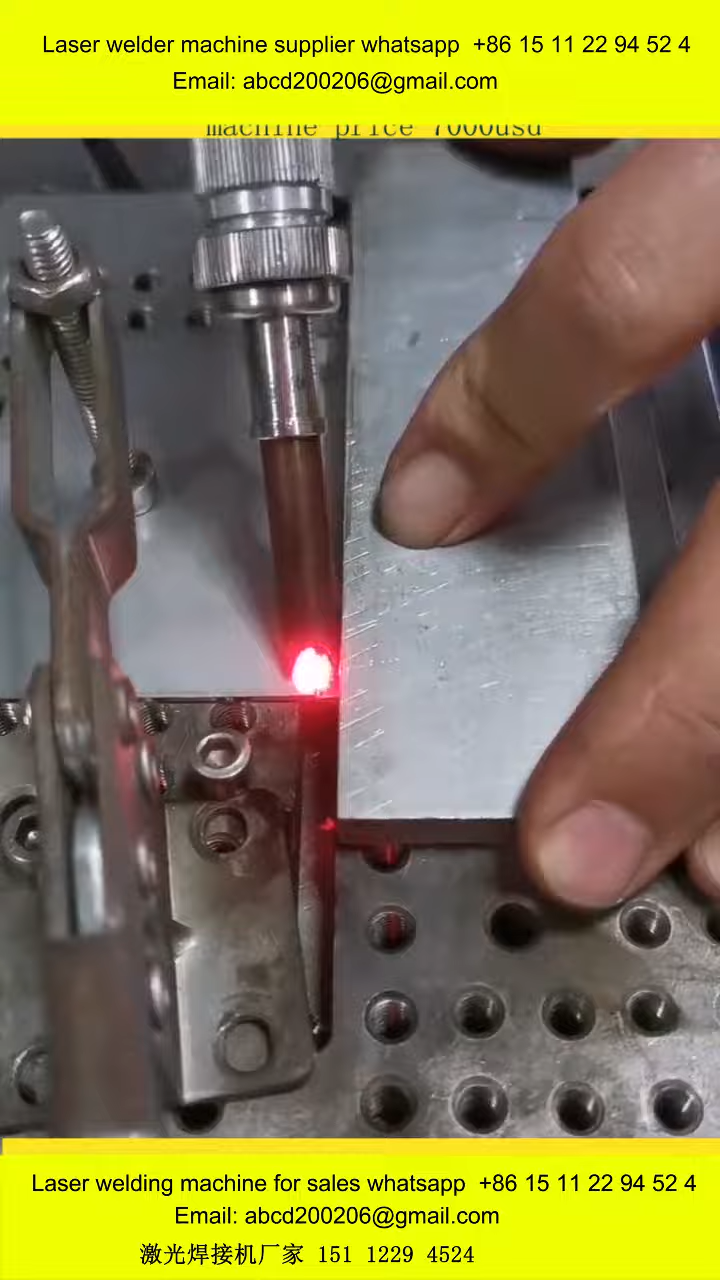 Laser welder machine supplier whatsapp  +86 15 11 22 94 52 4
Email: abcd200206@gmail.com
machine price 7000usd
Laser welding machine for sales whatsapp  +86 15 11 22 94 52 4
Email: abcd200206@gmail.com
激光焊接机厂家 151 1229 4524